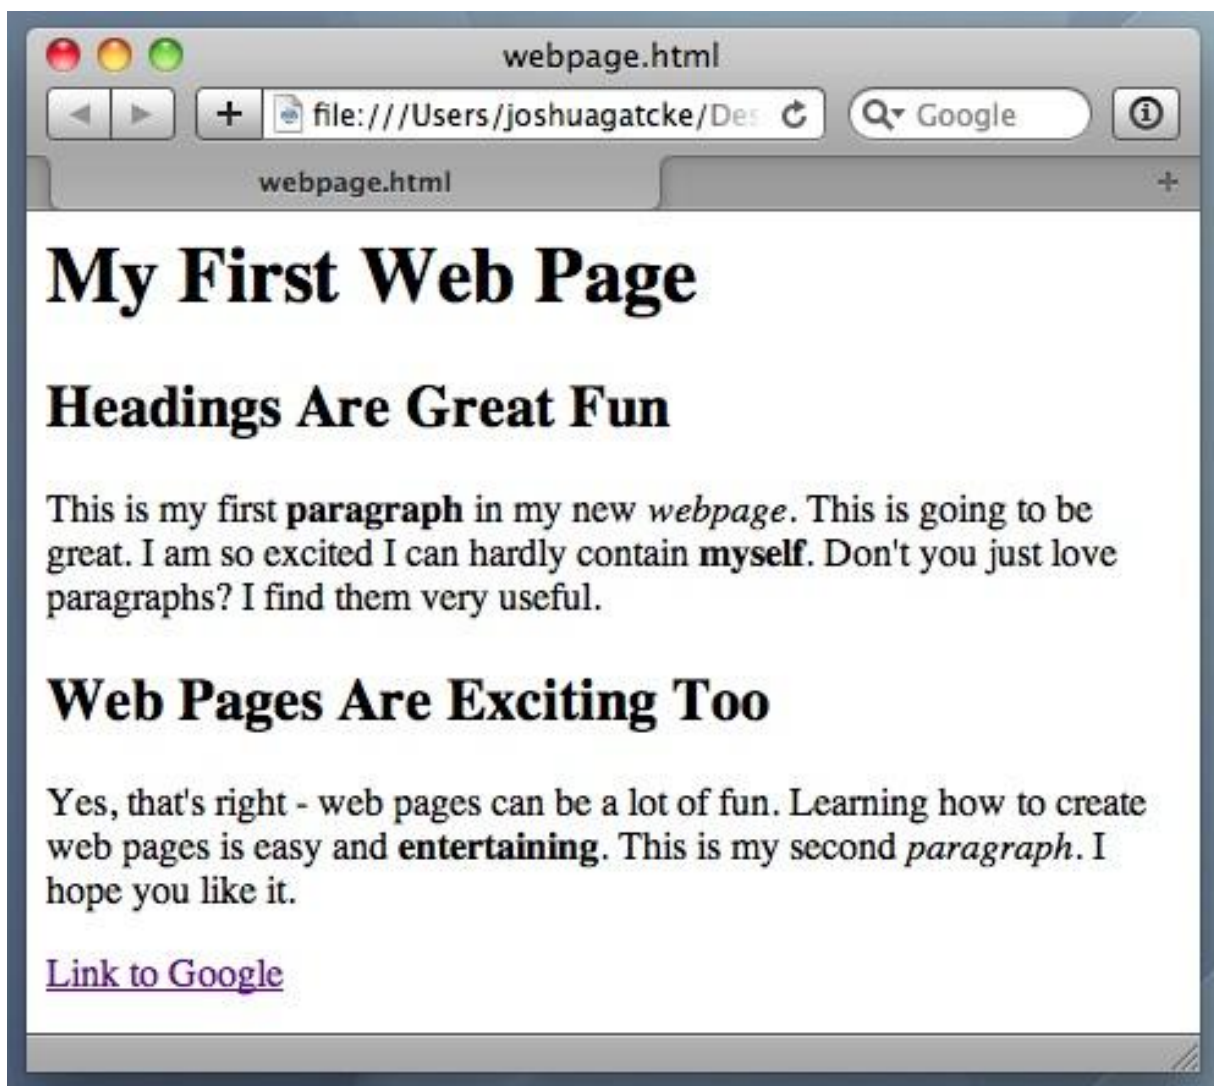 webpage.html
file:///Users/joshuagatcke/Des
Google
webpage.html
My First Web Page
Headings Are Great Fun
This is my first paragraph in my new webpage. This is going to be
great. I am so excited I can hardly contain myself. Don't you just love
paragraphs? I find them very useful.
Web Pages Are Exciting Too
Yes, that's right - web pages can be a lot of fun. Learning how to create
web pages is easy and entertaining. This is my second paragraph. I
hope you like it.
Link to Google